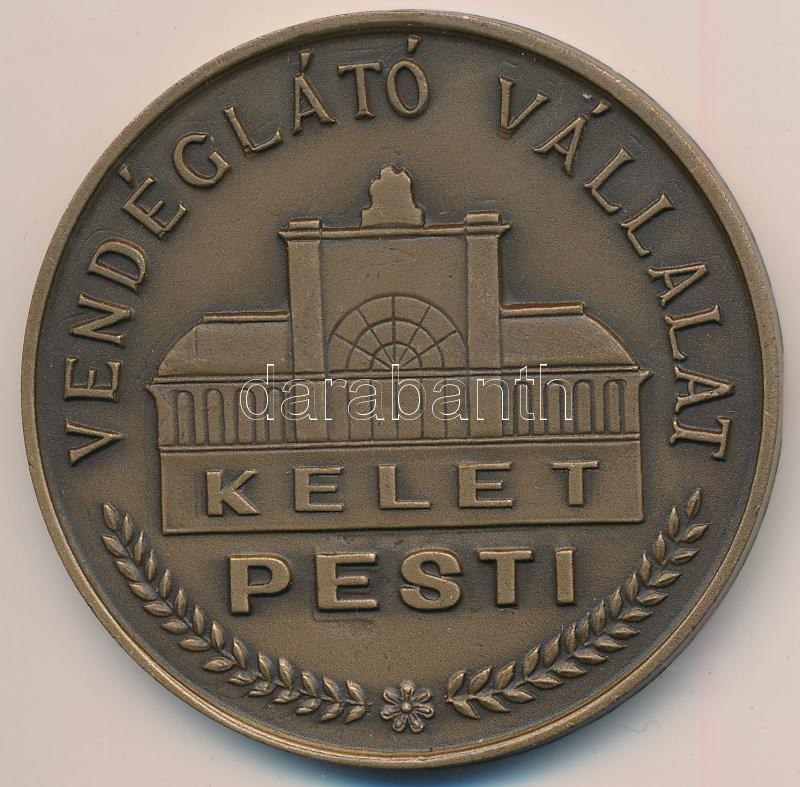 VENDÉGLÁTÓ VÁLLALAT
darabanth
KELET
PESTI